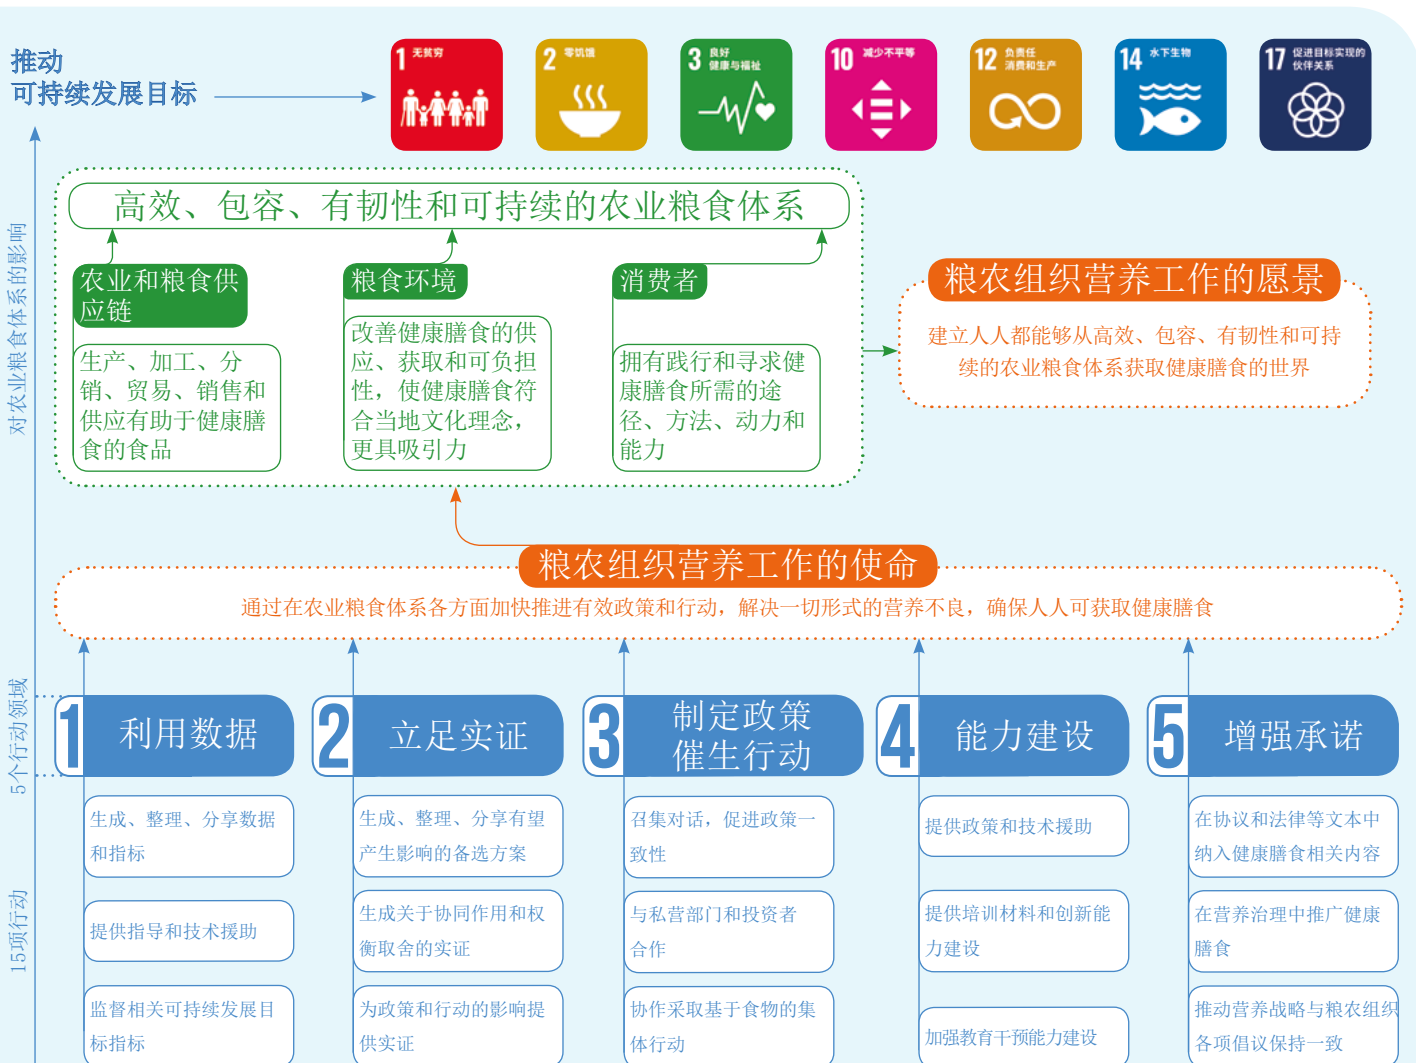 推动
可持续发展目标
1 无贫穷
2 零饥饿
3 良好
健康与福祉
10 减少不平等
12 负责任
消费和生产
14 水下生物
17 促进目标实现的
伙伴关系
对农业粮食体系的影响
高效、包容、有韧性和可持续的农业粮食体系
农业和粮食供
应链
生产、加工、分
销、贸易、销售和
供应有助于健康膳
食的食品
粮食环境
改善健康膳食的供
应、获取和可负担
性，使健康膳食符
合当地文化理念，
更具吸引力
消费者
拥有践行和寻求健
康膳食所需的途
径、方法、动力和
能力
粮农组织营养工作的愿景
建立人人都能够从高效、包容、有韧性和可持
续的农业粮食体系获取健康膳食的世界
粮农组织营养工作的使命
通过在农业粮食体系各方面加快推进有效政策和行动，解决一切形式的营养不良，确保人人可获取健康膳食
5个行动领域
1 利用数据
2 立足实证
3 制定政策
催生行动
4 能力建设
5 增强承诺
15项行动
生成、整理、分享数据
和指标
提供指导和技术援助
监督相关可持续发展目
标指标
生成、整理、分享有望
产生影响的备选方案
生成关于协同作用和权
衡取舍的实证
为政策和行动的影响提
供实证
召集对话，促进政策一
致性
与私营部门和投资者
合作
协作采取基于食物的集
体行动
提供政策和技术援助
提供培训材料和创新能
力建设
加强教育干预能力建设
在协议和法律等文本中
纳入健康膳食相关内容
在营养治理中推广健康
膳食
推动营养战略与粮农组织
各项倡议保持一致